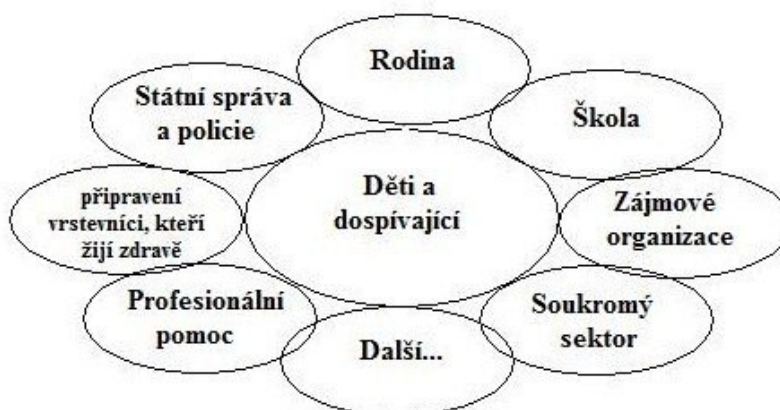 Rodina
Státní správa
a policie
Škola
Děti a
dospívající
připravení
vrstevníci, kteří
žijí zdravě
Zájmové
organizace
Profesionální
pomoc
Soukromý
sektor
Další...